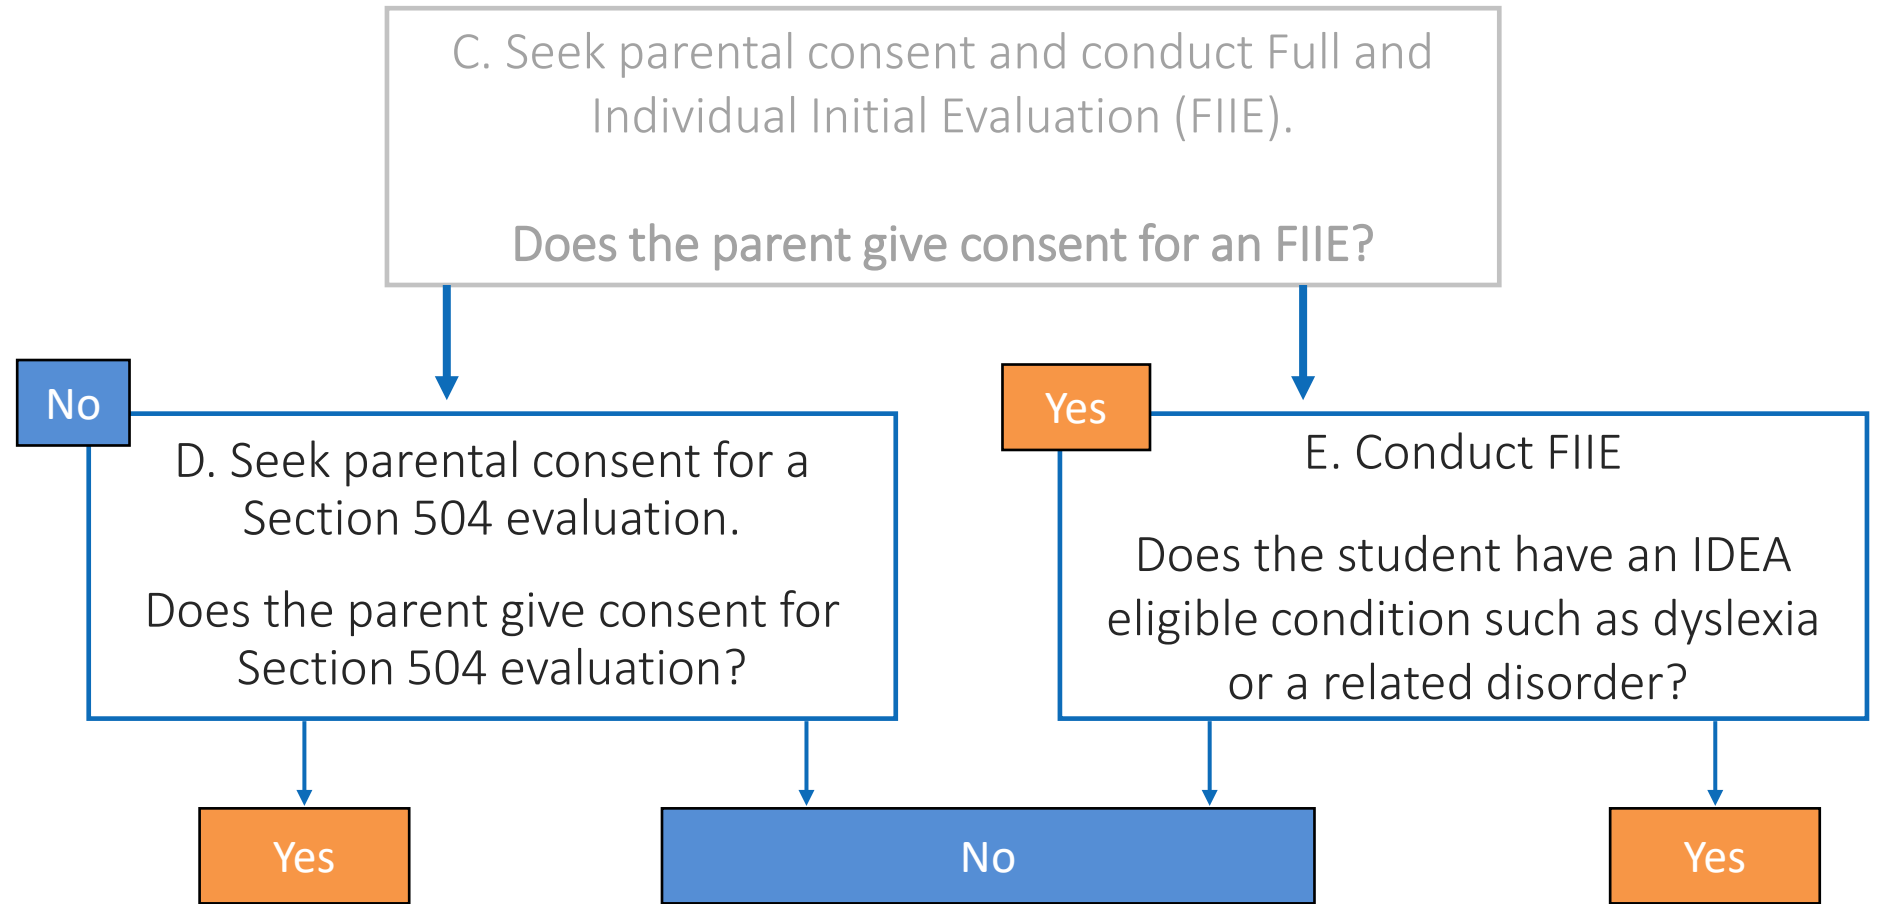 C. Seek parental consent and conduct Full and
Individual Initial Evaluation (FIIE).
Does the parent give consent for an FIIE?
No
D. Seek parental consent for a
Section 504 evaluation.
Does the parent give consent for
Section 504 evaluation?
Yes
E. Conduct FIIE
Does the student have an IDEA
eligible condition such as dyslexia
or a related disorder?
Yes
No
Yes